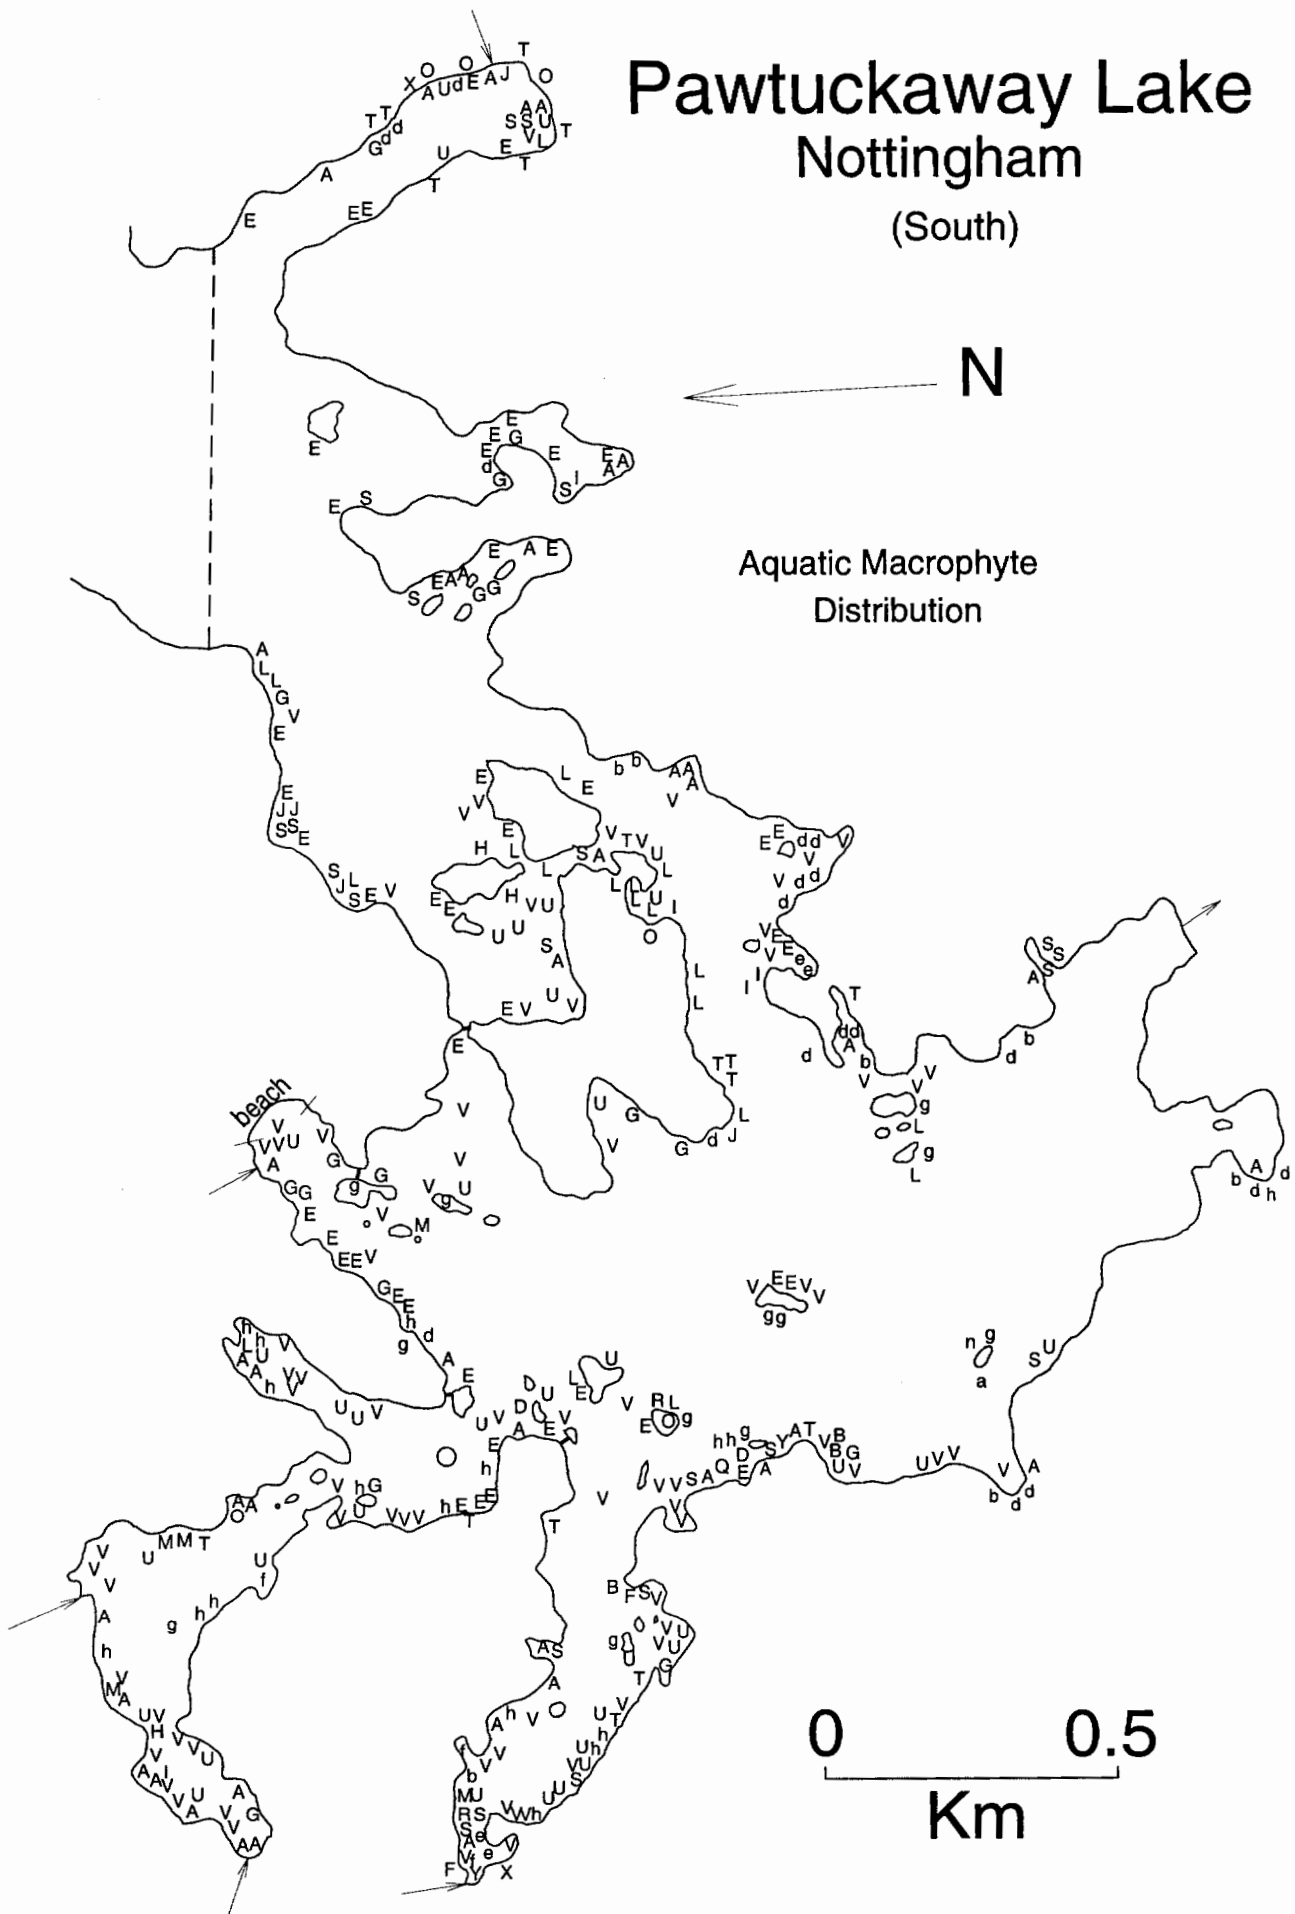 Pawtuckaway Lake
Nottingham
(South)
T
O O
X A U d E A J O
T T
G d d
A A
S S U
V L T
U E T
A T
E
E E
N
E
E
E G
E E
d
G
E A
A
S I
E S
E A E
E A A
G G
S
Aquatic Macrophyte
Distribution
A
L
L
G
V
E
E
J J
S S
E
S
J L
S E V
E
V V
L
E
b b
A A
A
V
E
H L
S A
V T V
U
L
L
E
E
d d
V
V
V d d
d
E
E
H V U
U U
L
L L
U I
O
S
A
V E
V E
e
e
I I
L
L
E V U V
E
S
S
S
A
T
d d
A
b
d
V
V V
d
b
T T
T
L
J
d
G
G
U
V
g
L
g
L
beach
V
V V U
V
G
A
G G
g
G
V
M
V
V
V U
g
E
E
E E V
G E
E
h
d
g
A
E
b A d
d h
V E E V V
g g
n g
a
S U
h
h
V
L U
A
A
h
V V
V
U U V
U V
D
U
A E V
L
E
U
V
R L
E O g
h h g
D
S Y A T V B
B G
U V
V V S A Q E A
V
U V V
V
A
b d d
E
h
E
E E
T
h
V V V
U
V
V h G
A A
O
V
T
U M M T
U
f
V
V
V
A
h
g
h h
V
M A
U V
H
V V U
V
A A I
V V
U
A
A
V G
V
A A
B F S V
V U
V U
g
U
G
T
A S
A
A h V
V V
f
b
M U
R S
S
A e
V f
F Y X
e
V
V V V h
U U
S
V U
U h
h
U T
V
0 0.5
Km